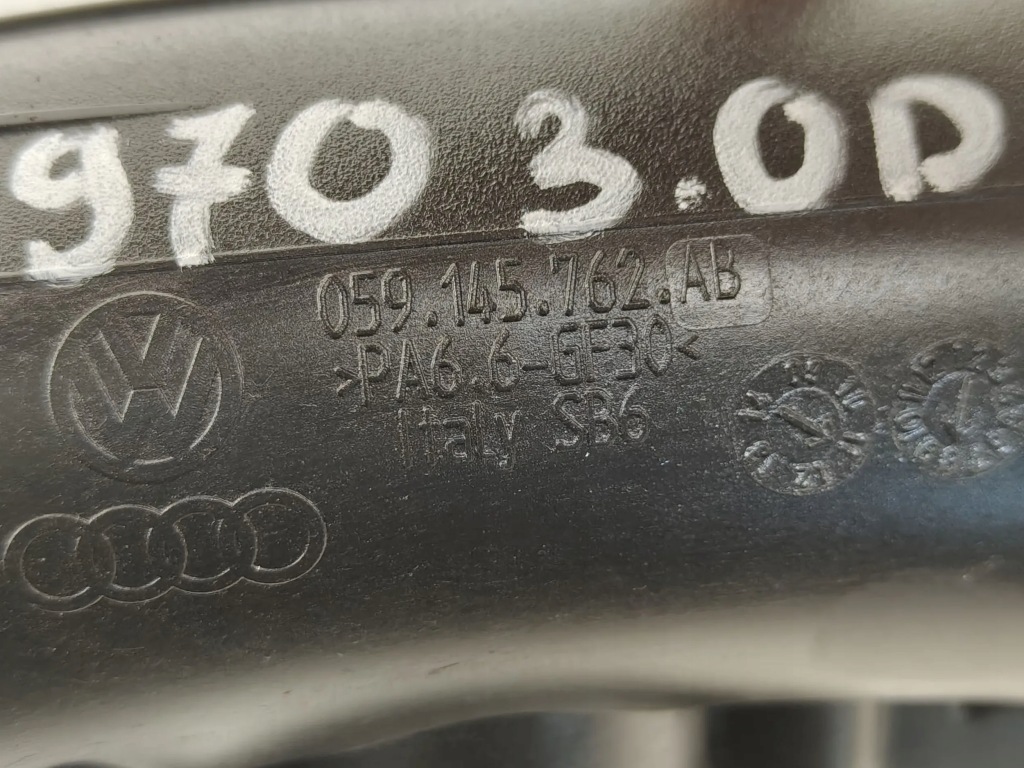 970 3.0D
059.145.762.AB
>PA6.6-GF30<
Italy SB6